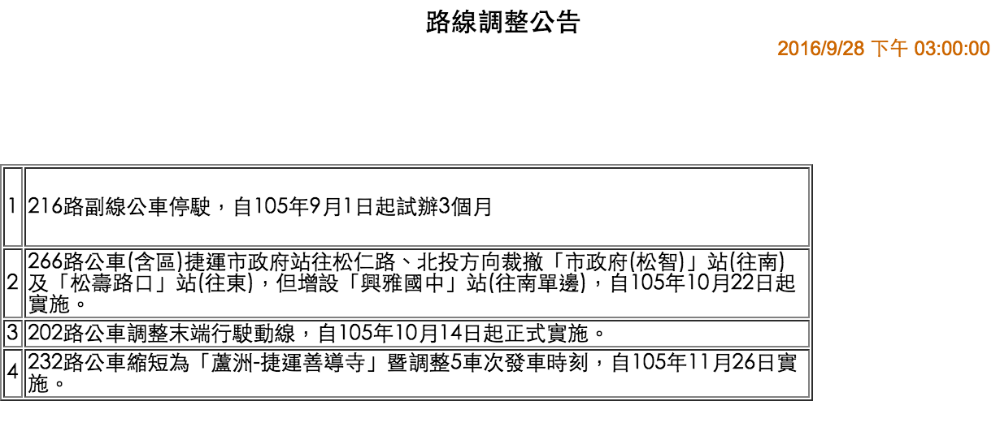 路線調整公告
2016/9/28 下午 03:00:00
1 216路副線公車停駛，自105年9月1日起試辦3個月
2 266路公車(含區)捷運市政府站往松仁路、北投方向裁撤「市政府(松智)」站(往南)
及「松壽路口」站(往東)，但增設「興雅國中」站(往南單邊)，自105年10月22日起
實施。
3 202路公車調整末端行駛動線，自105年10月14日起正式實施。
4 232路公車縮短為「蘆洲-捷運善導寺」暨調整5車次發車時刻，自105年11月26日實
施。